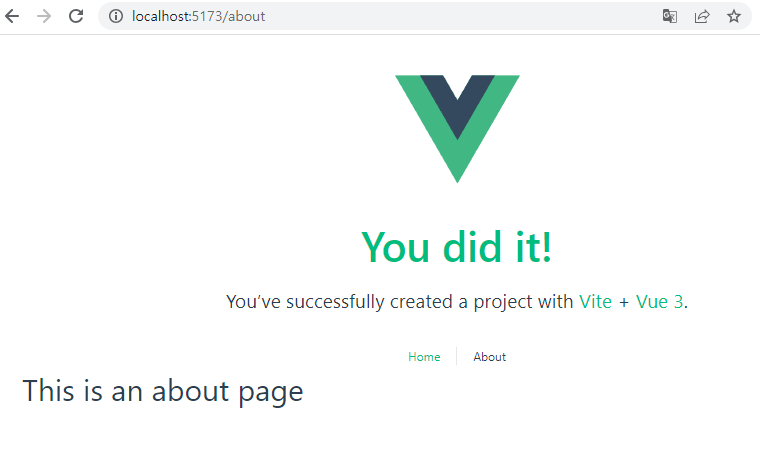 localhost:5173/about
You did it!
You’ve successfully created a project with Vite + Vue 3.
Home About
This is an about page